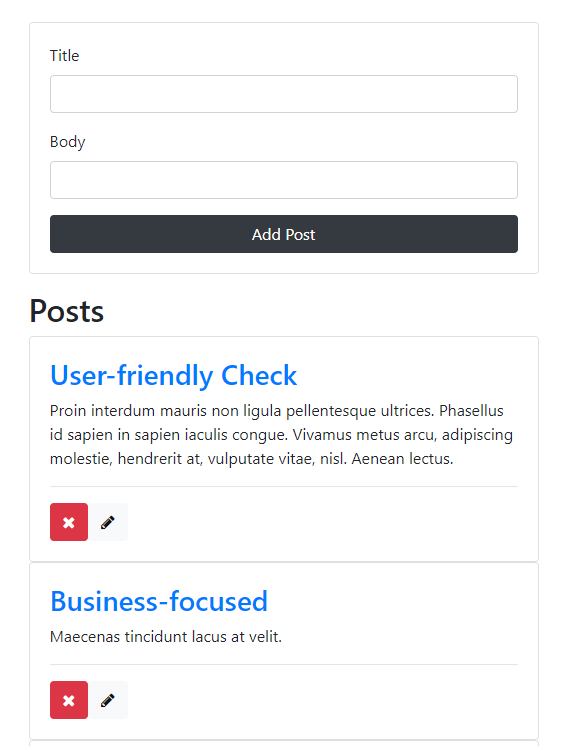 Title
Body
Add Post
Posts
User-friendly Check
Proin interdum mauris non ligula pellentesque ultrices. Phasellus
id sapien in sapien iaculis congue. Vivamus metus arcu, adipiscing
molestie, hendrerit at, vulputate vitae, nisl. Aenean lectus.
Business-focused
Maecenas tincidunt lacus at velit.